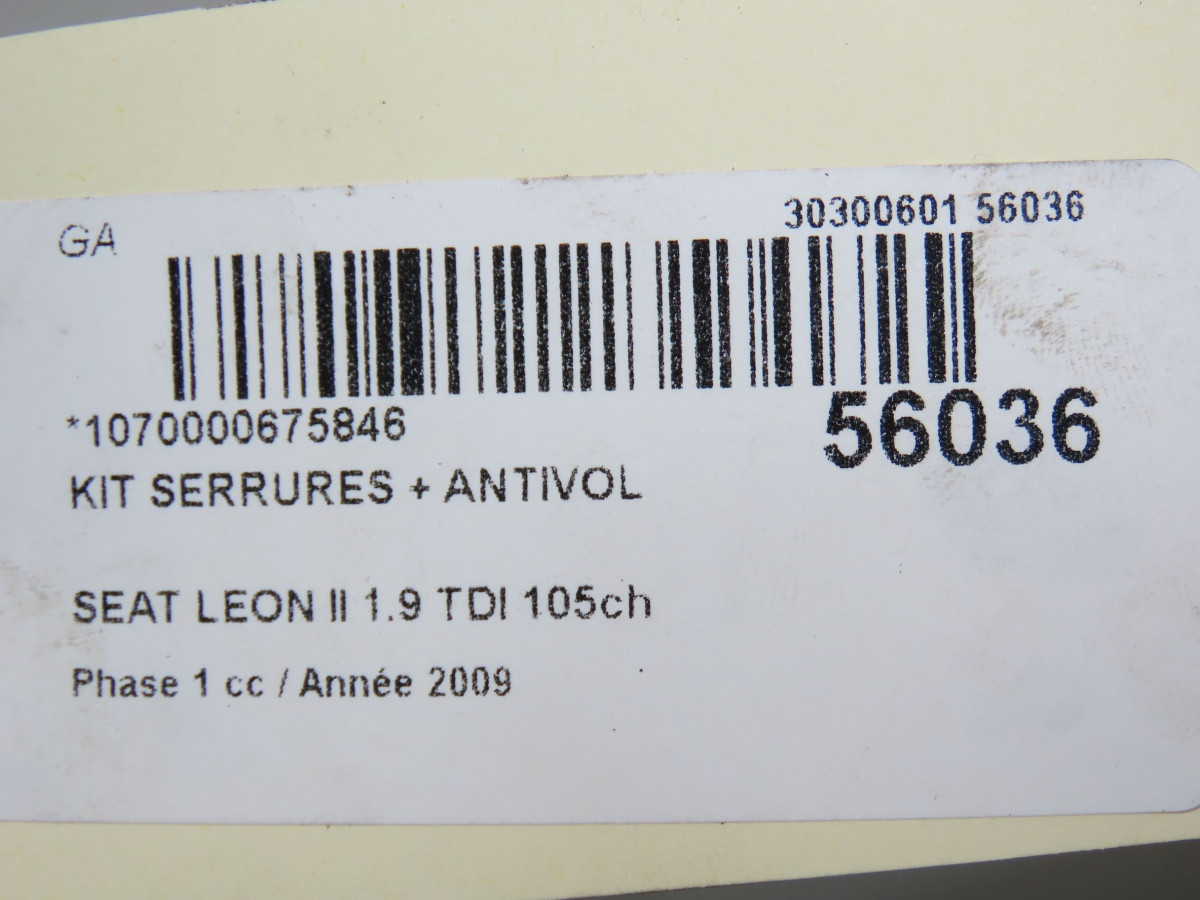 GA
30300601 56036
*1070000675846
56036
KIT SERRURES + ANTIVOL
SEAT LEON II 1.9 TDI 105ch
Phase 1 cc / Année 2009